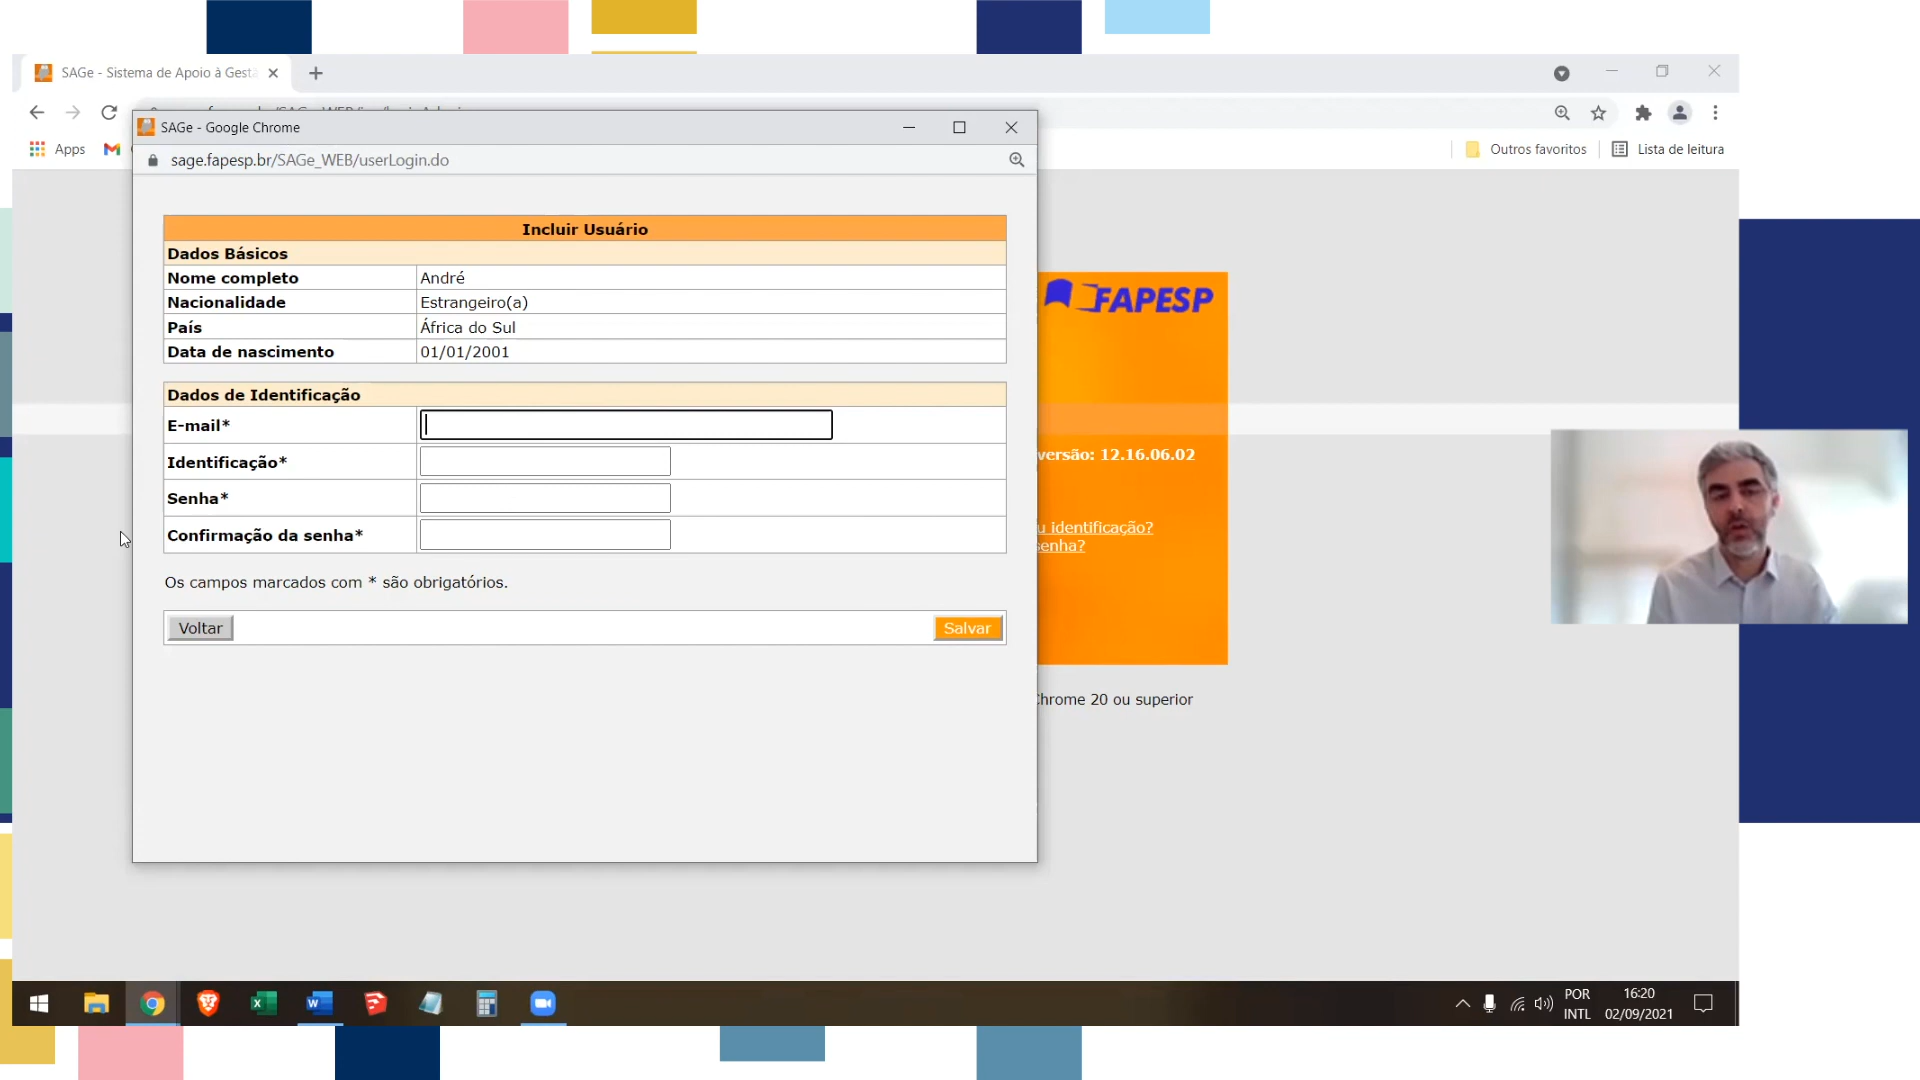 SAGe - Sistema de Apoio à Gestã
SAGe - Google Chrome
Apps
Outros favoritos
Lista de leitura
sage.fapesp.br/SAGe_WEB/userLogin.do
Incluir Usuário
Dados Básicos
Nome completo André
Nacionalidade Estrangeiro(a)
País África do Sul
Data de nascimento 01/01/2001
Dados de Identificação
E-mail*
Identificação*
Senha*
Confirmação da senha*
Os campos marcados com * são obrigatórios.
Voltar
Salvar
FAPESP
versão: 12.16.06.02
u identificação?
senha?
Chrome 20 ou superior
POR
INTL
16:20
02/09/2021